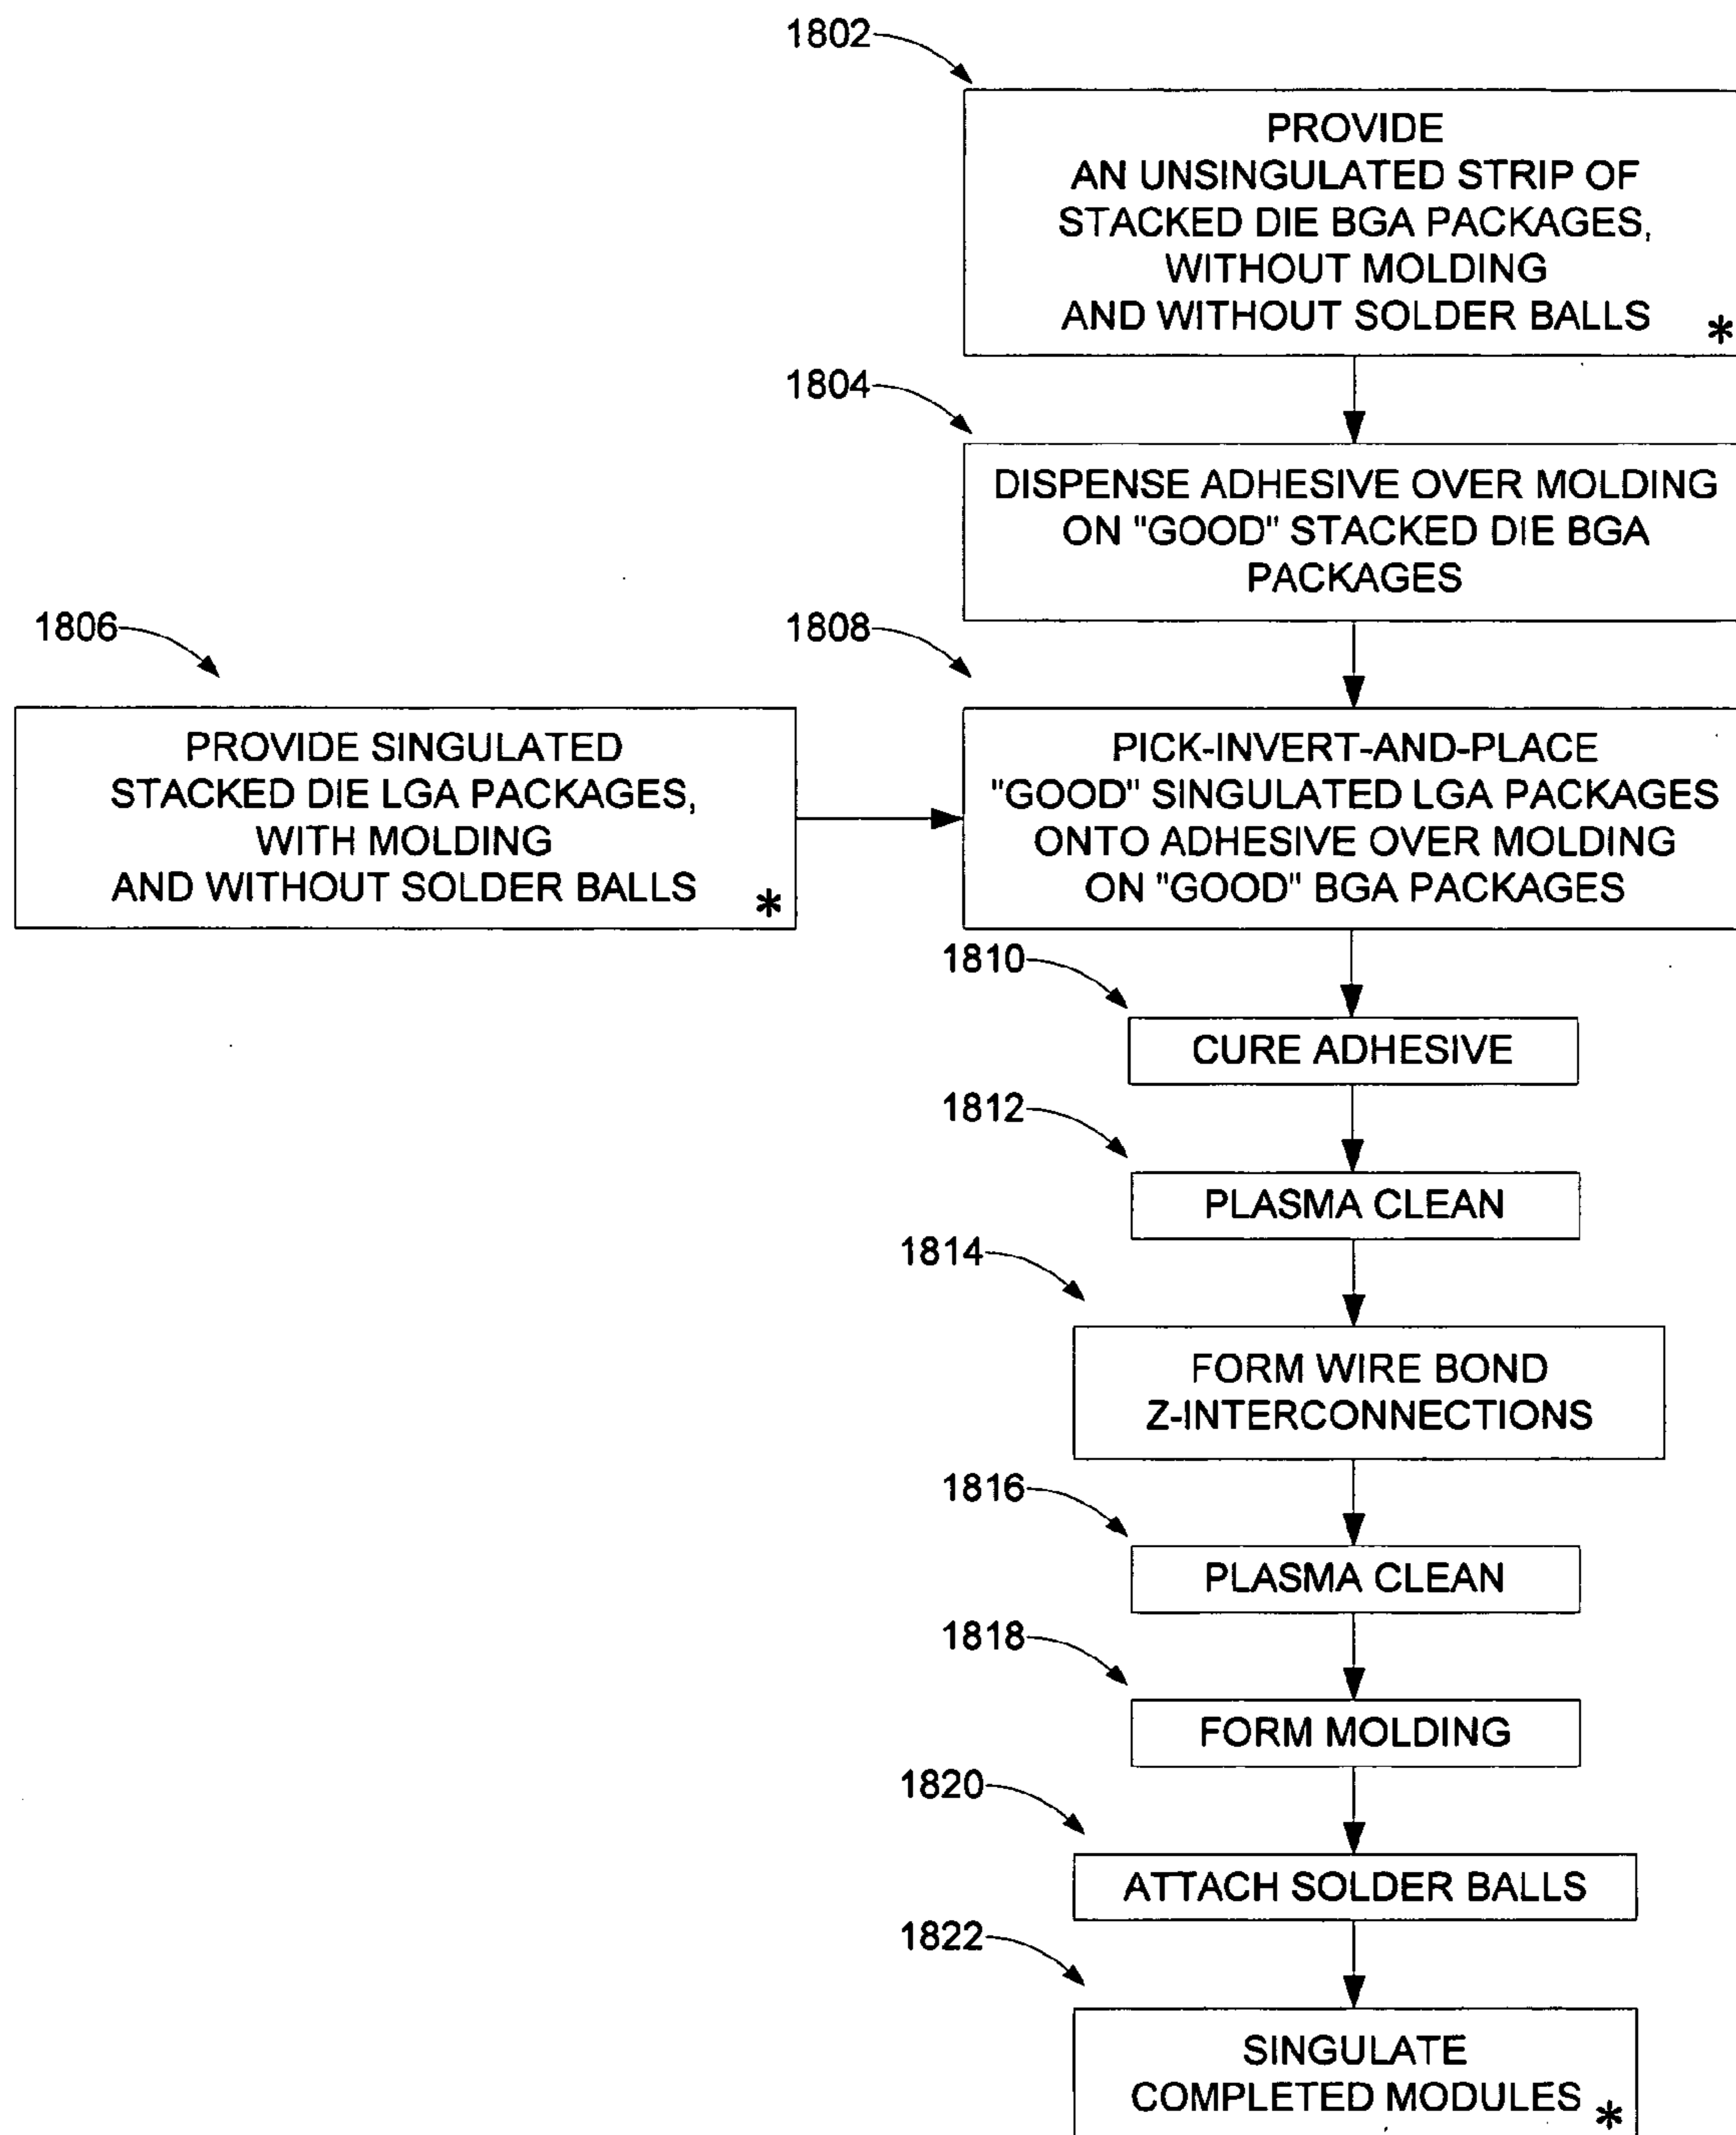 1802
PROVIDE
AN UNSINGULATED STRIP OF
STACKED DIE BGA PACKAGES,
WITHOUT MOLDING
AND WITHOUT SOLDER BALLS *
1804
DISPENSE ADHESIVE OVER MOLDING
ON "GOOD" STACKED DIE BGA
PACKAGES
1806
PROVIDE SINGULATED
STACKED DIE LGA PACKAGES,
WITH MOLDING
AND WITHOUT SOLDER BALLS *
1808
PICK-INVERT-AND-PLACE
"GOOD" SINGULATED LGA PACKAGES
ONTO ADHESIVE OVER MOLDING
ON "GOOD" BGA PACKAGES
1810
CURE ADHESIVE
1812
PLASMA CLEAN
1814
FORM WIRE BOND
Z-INTERCONNECTIONS
1816
PLASMA CLEAN
1818
FORM MOLDING
1820
ATTACH SOLDER BALLS
1822
SINGULATE
COMPLETED MODULES *